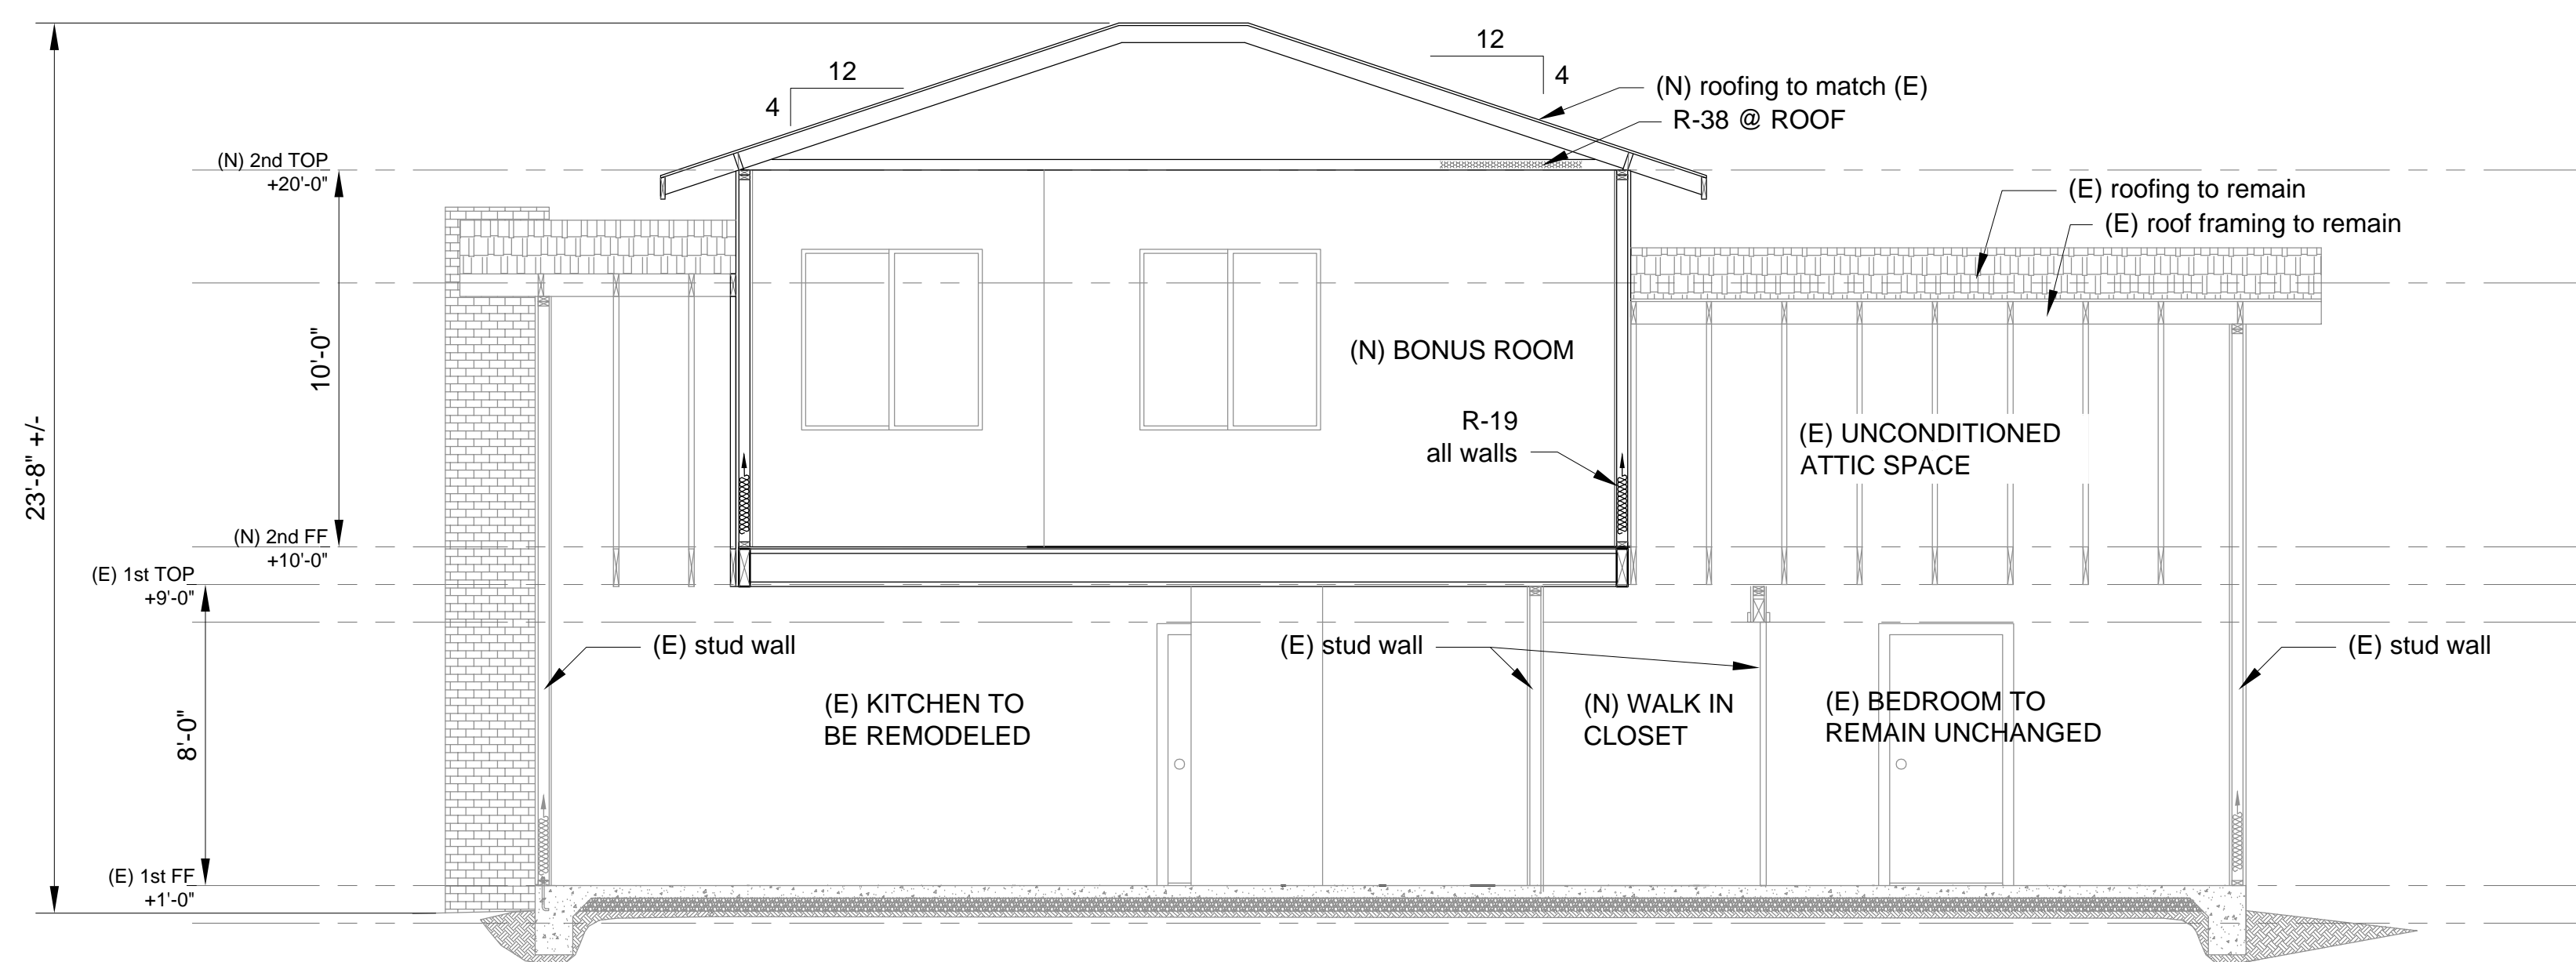 12
12
4
4
(N) roofing to match (E)
R-38 @ ROOF
(N) 2nd TOP
+20'-0"
(E) roofing to remain
(E) roof framing to remain
10'-0"
(N) BONUS ROOM
23'-8" +/-
R-19
all walls
(E) UNCONDITIONED
ATTIC SPACE
(N) 2nd FF
+10'-0"
(E) 1st TOP
+9'-0"
(E) stud wall
(E) stud wall
(E) stud wall
8'-0"
(E) KITCHEN TO
BE REMODELED
(N) WALK IN
CLOSET
(E) BEDROOM TO
REMAIN UNCHANGED
(E) 1st FF
+1'-0"